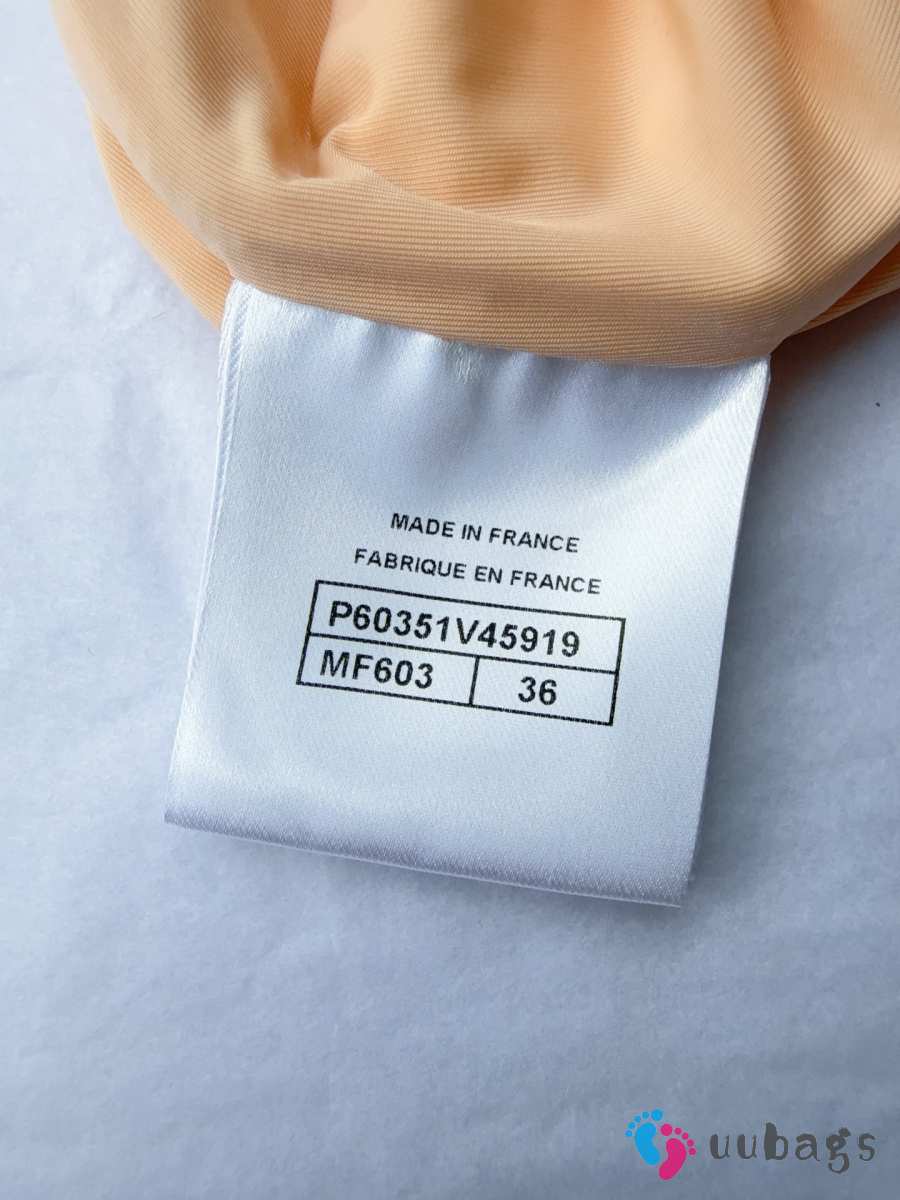 MADE IN FRANCE
FABRIQUE EN FRANCE
P60351V45919
MF603 36
uubags